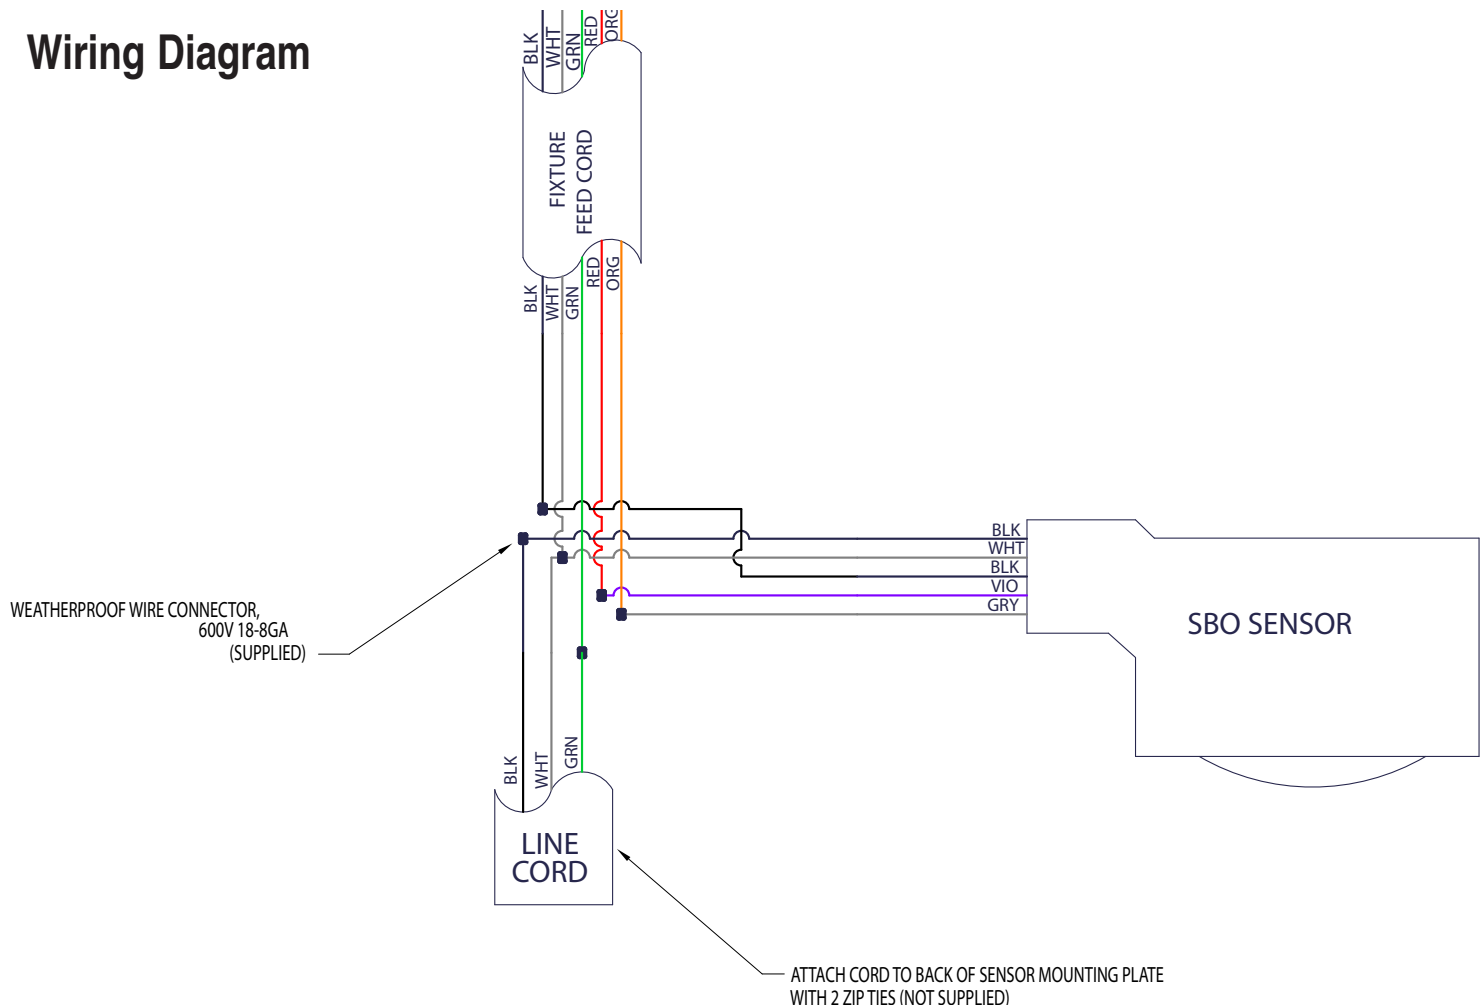 Wiring Diagram
BLK
WHT
GRN
RED
ORG
FIXTURE
FEED CORD
BLK
WHT
GRN
RED
ORG
BLK
WHT
BLK
VIO
GRY
SBO SENSOR
WEATHERPROOF WIRE CONNECTOR,
600V 18-8GA
(SUPPLIED)
BLK
WHT
GRN
LINE
CORD
ATTACH CORD TO BACK OF SENSOR MOUNTING PLATE
WITH 2 ZIP TIES (NOT SUPPLIED)